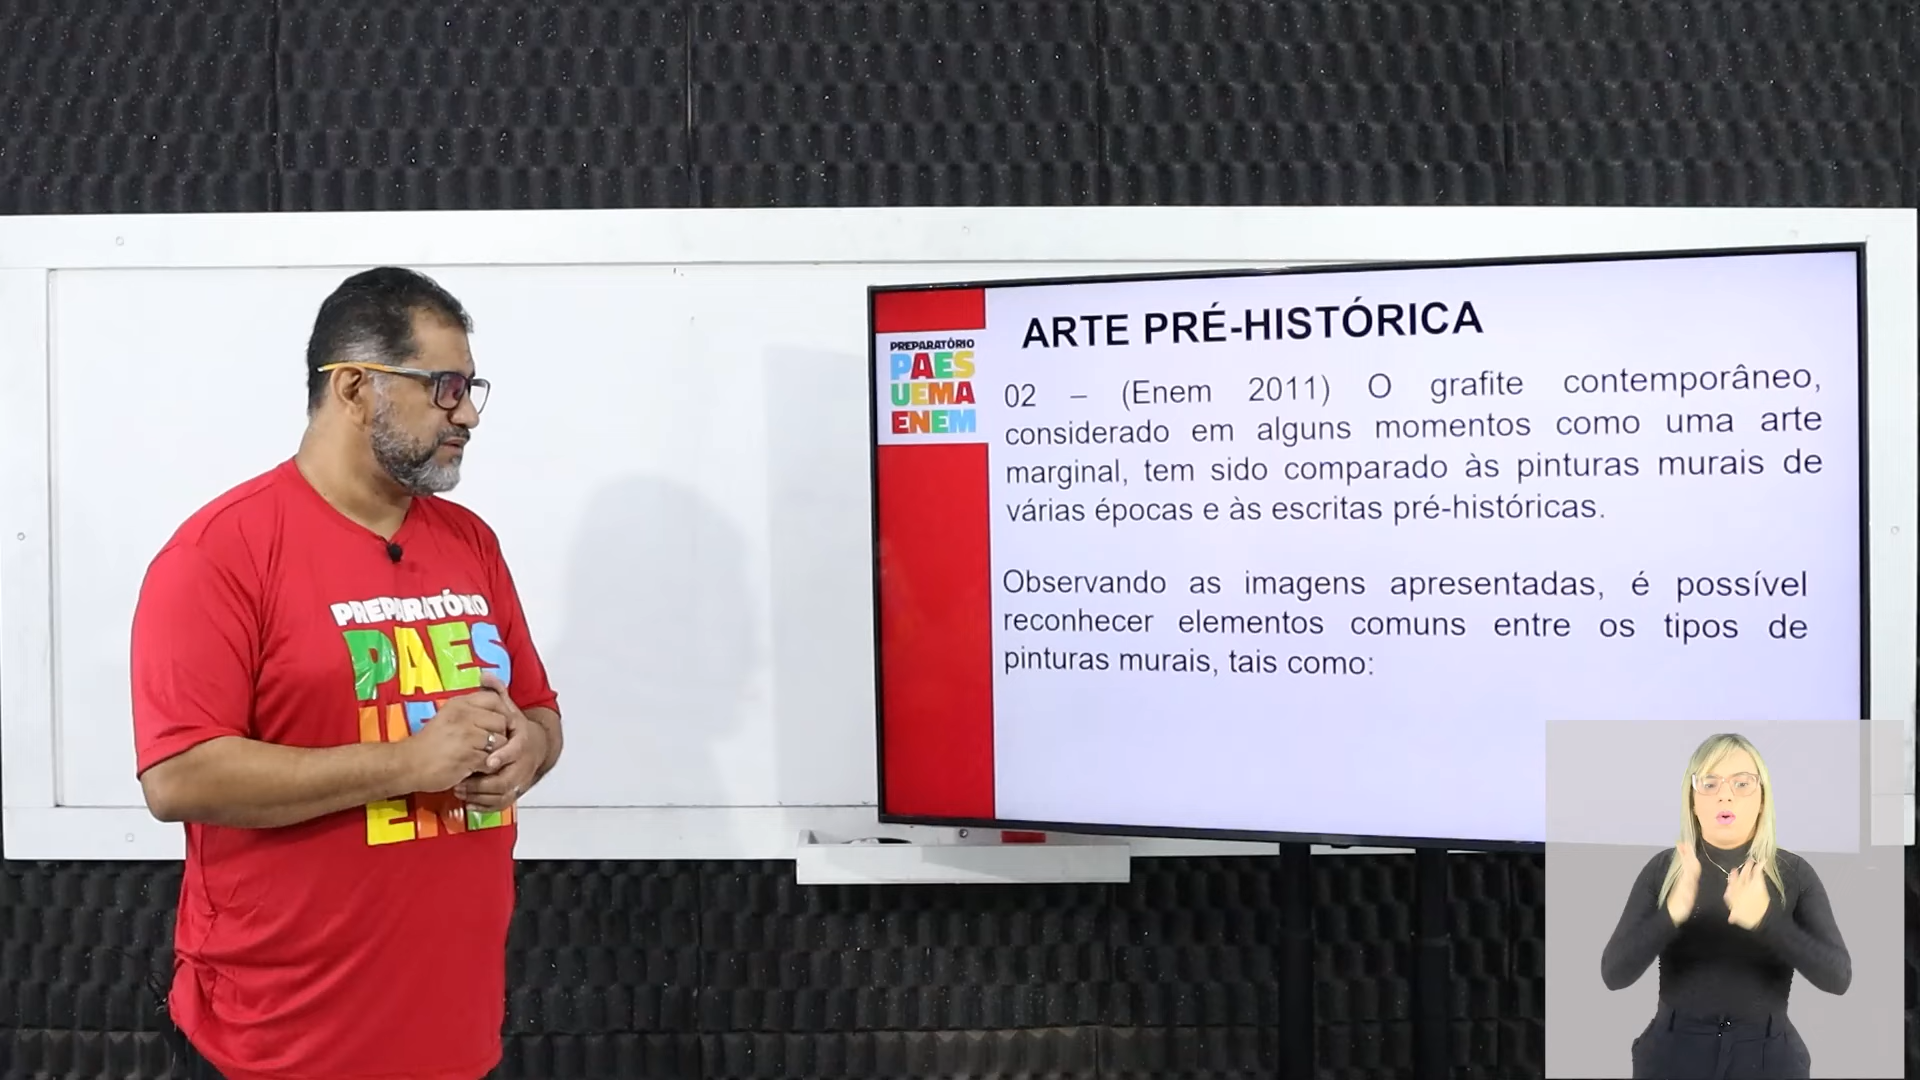 ARTE PRÉ-HISTÓRICA
PREPARATÓRIO
PAES
UEMA
ENEM
02 – (Enem 2011) O grafite contemporâneo,
considerado em alguns momentos como uma arte
marginal, tem sido comparado às pinturas murais de
várias épocas e às escritas pré-históricas.
Observando as imagens apresentadas, é possível
reconhecer elementos comuns entre os tipos de
pinturas murais, tais como:
PREPARATÓRIO
PAES